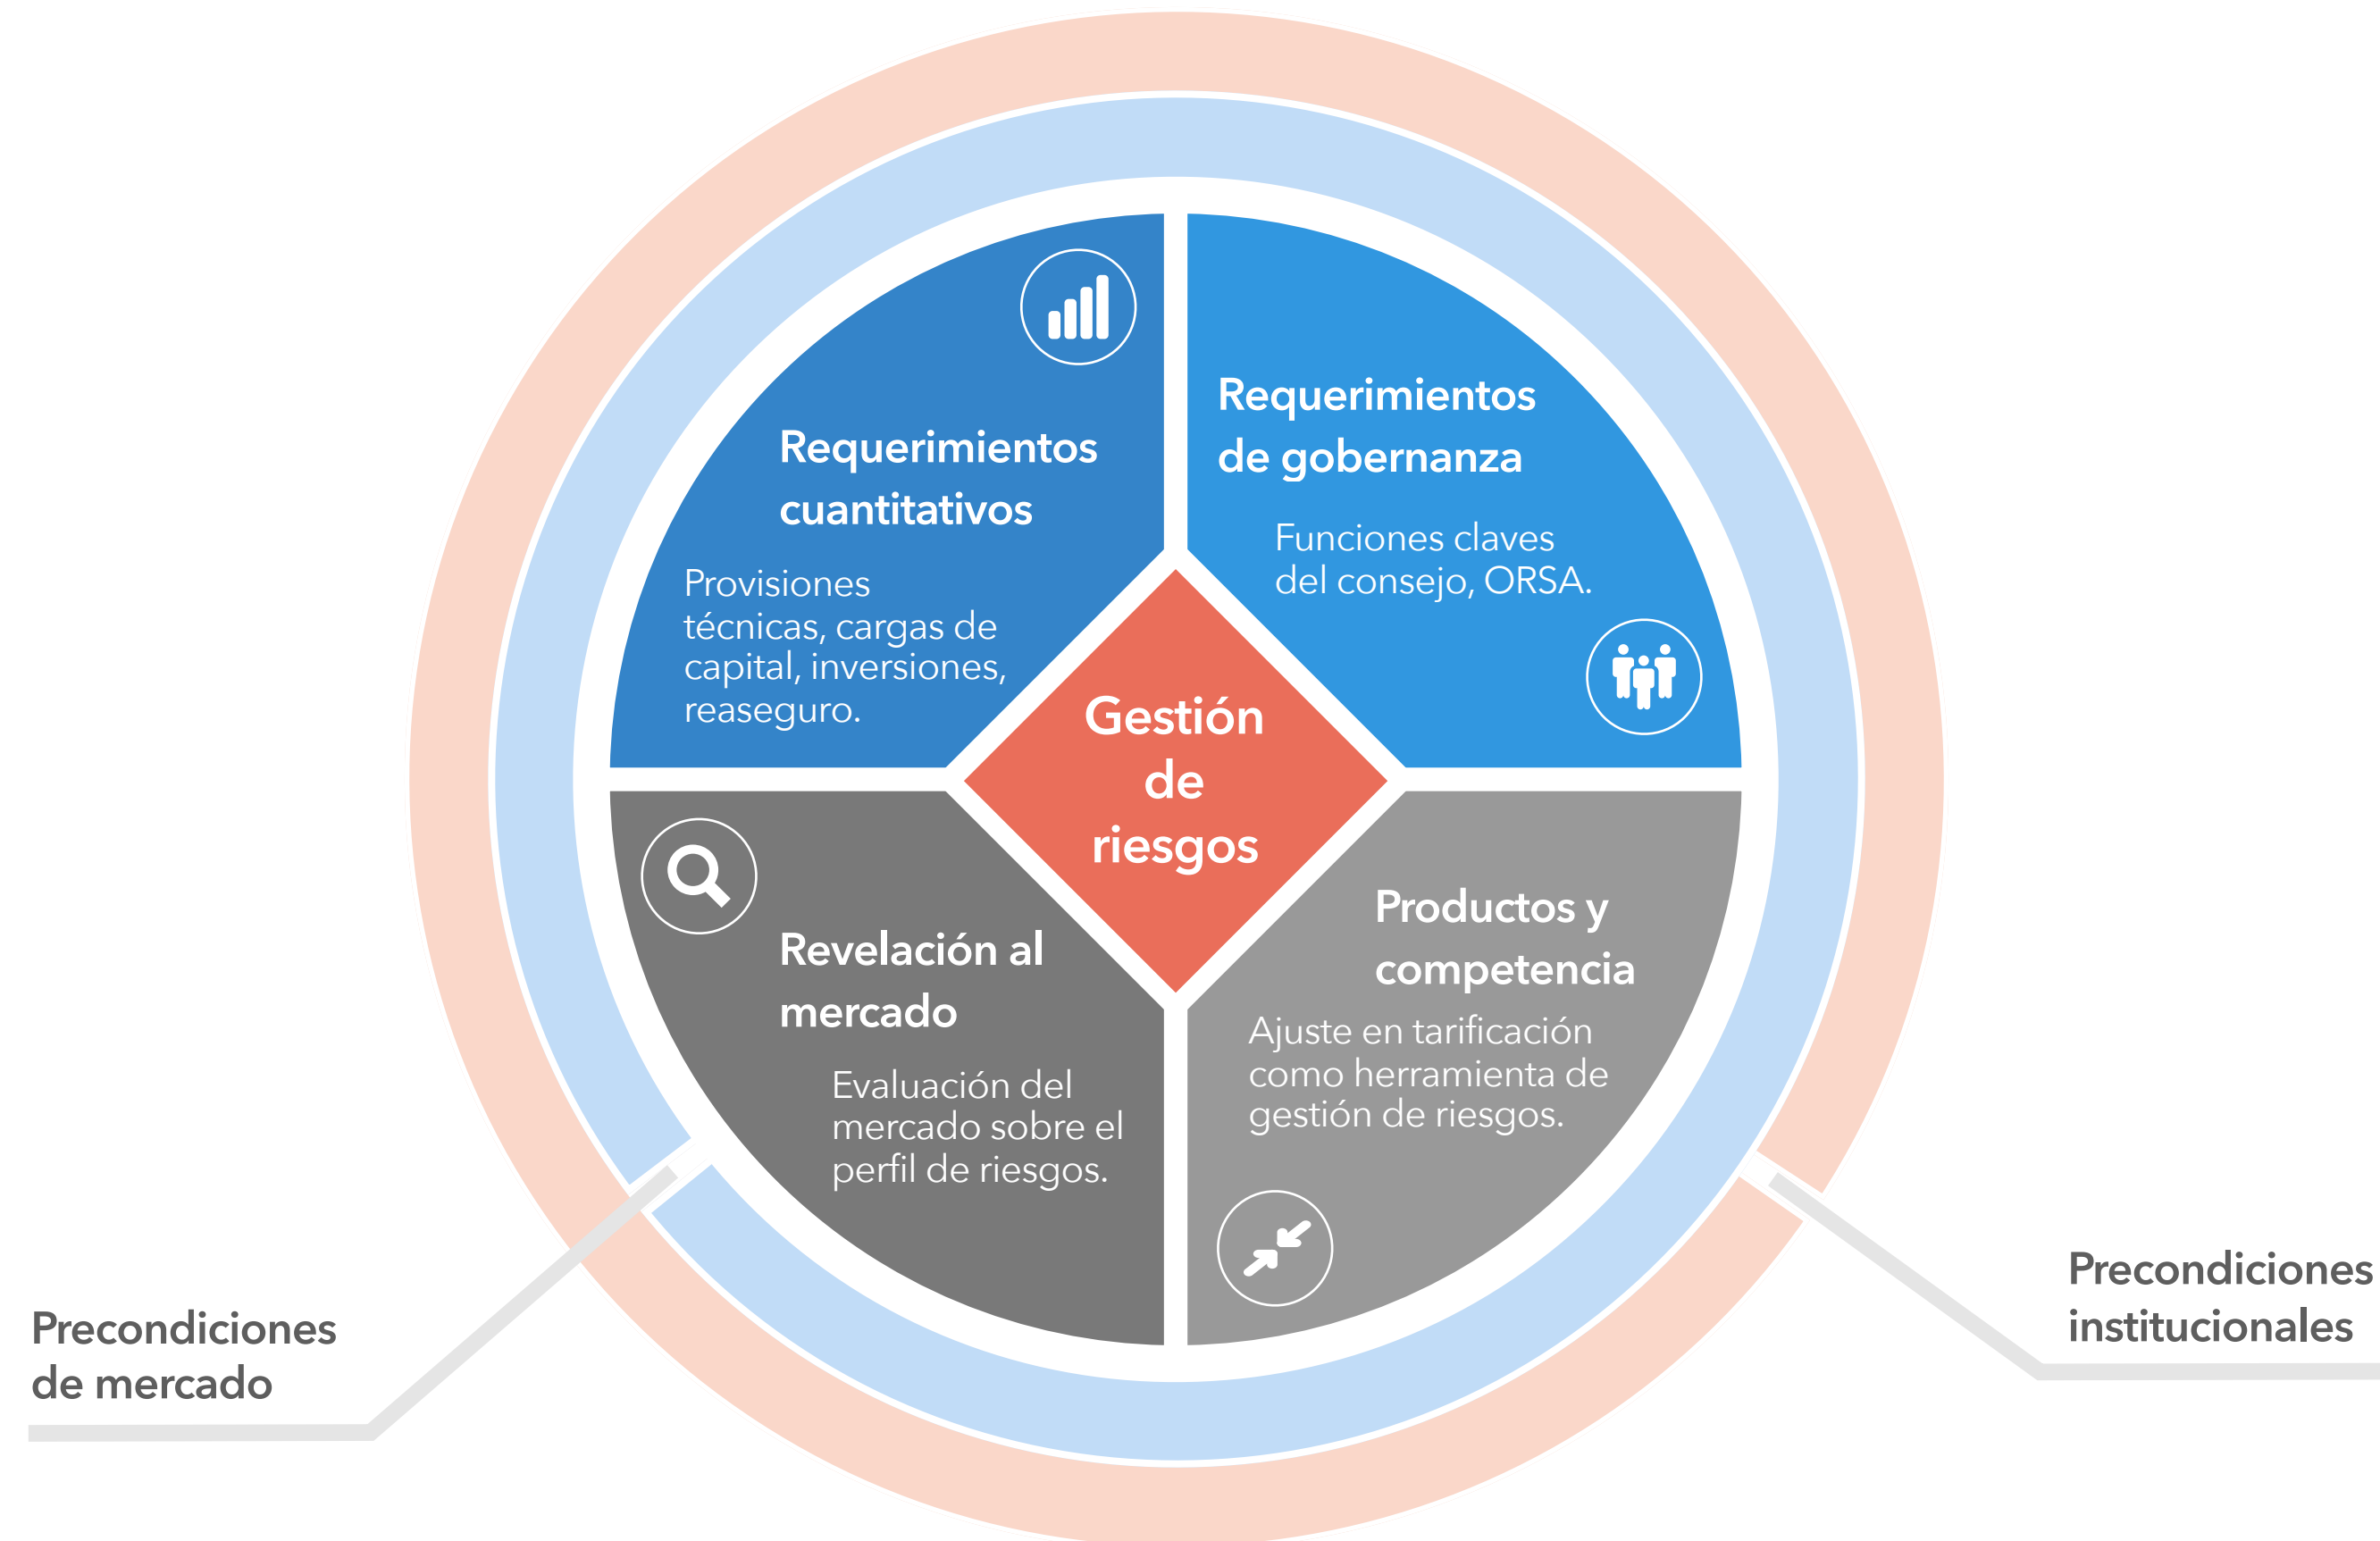 Requerimientos
cuantitativos
Provisiones
técnicas, cargas de
capital, inversiones,
reaseguro.
Requerimientos
de gobernanza
Funciones claves
del consejo, ORSA.
Gestión
de
riesgos
Revelación al
mercado
Evaluación del
mercado sobre el
perfil de riesgos.
Productos y
competencia
Ajuste en tarificación
como herramienta de
gestión de riesgos.
Precondiciones
de mercado
Precondiciones
institucionales